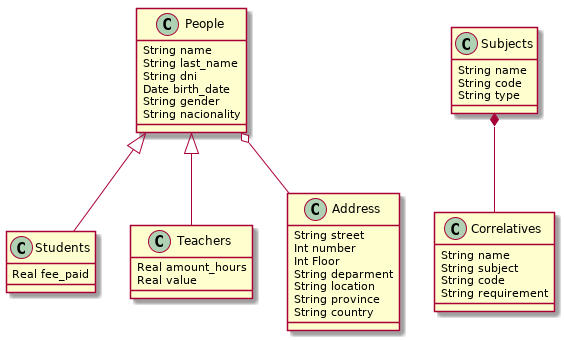 C People
String name
String last_name
String dni
Date birth_date
String gender
String nacionality
C Subjects
String name
String code
String type
C Students
Real fee_paid
C Teachers
Real amount_hours
Real value
C Address
String street
Int number
Int Floor
String deparment
String location
String province
String country
C Correlatives
String name
String subject
String code
String requirement